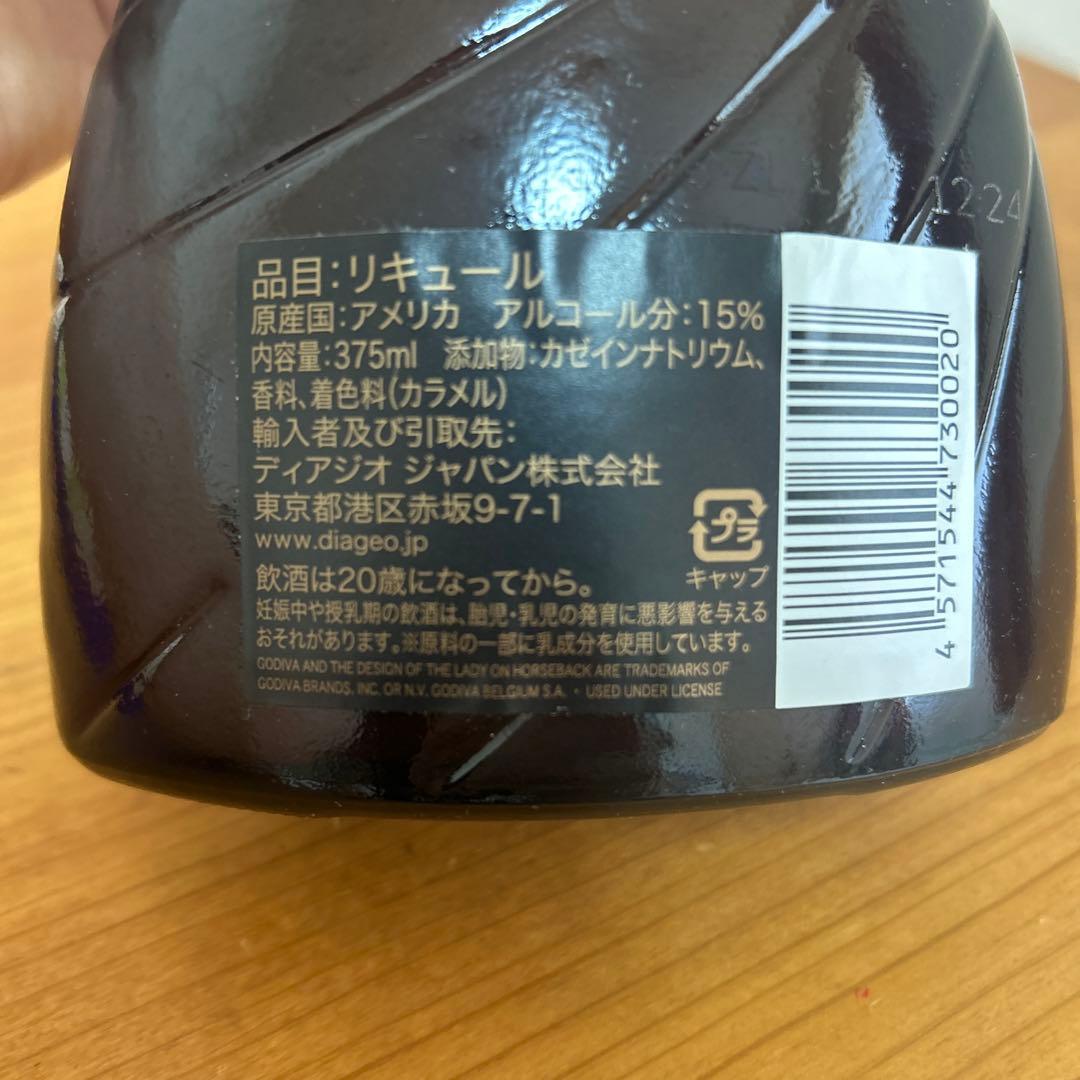 12:24
品目:リキュール
原産国:アメリカ アルコール分:15%
内容量:375ml 添加物:カゼインナトリウム、
香料、着色料(カラメル)
輸入者及び引取先:
ディアジオ ジャパン株式会社
東京都港区赤坂9-7-1
www.diageo.jp
プラ
キャップ
飲酒は20歳になってから。
妊娠中や授乳期の飲酒は、胎児・乳児の発育に悪影響を与える
おそれがあります。※原料の一部に乳成分を使用しています。
GODIVA AND THE DESIGN OF THE LADY ON HORSEBACK ARE TRADEMARKS OF
GODIVA BRANDS, INC. OR N.V. GODIVA BELGIUM S.A. · USED UNDER LICENSE
4 571544 730020